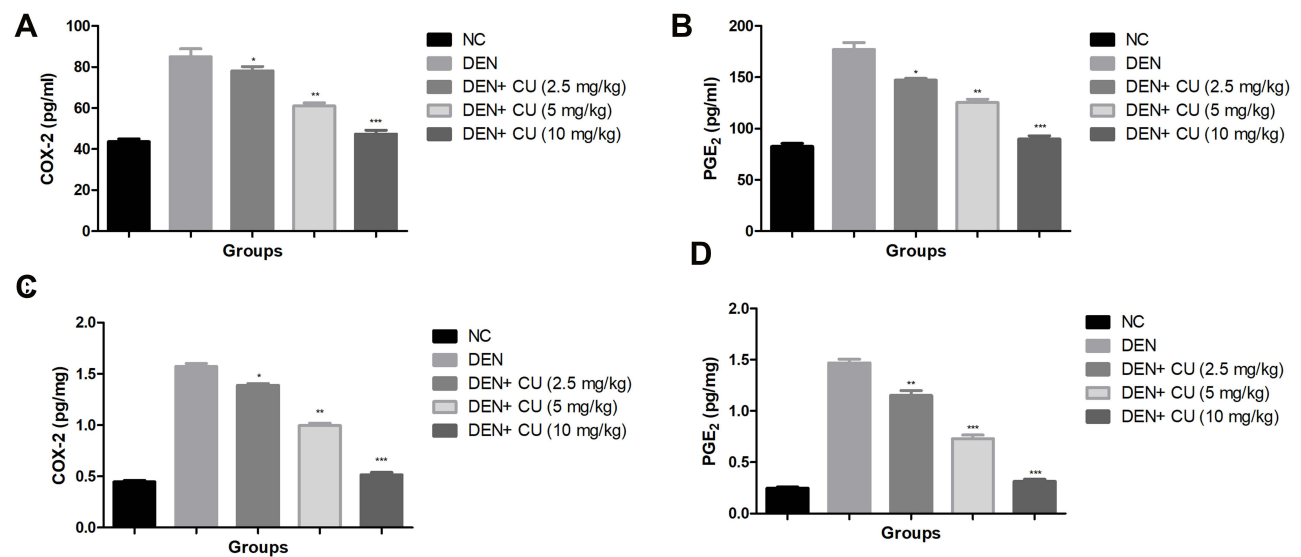 A
COX-2 (pg/ml)
100
80
60
40
20
0
*
**
***
Groups
NC
DEN
DEN+ CU (2.5 mg/kg)
DEN+ CU (5 mg/kg)
DEN+ CU (10 mg/kg)
B
PGE2 (pg/ml)
200
150
100
50
0
*
**
***
Groups
NC
DEN
DEN+ CU (2.5 mg/kg)
DEN+ CU (5 mg/kg)
DEN+ CU (10 mg/kg)
C
COX-2 (pg/mg)
2.0
1.5
1.0
0.5
0.0
*
**
***
Groups
NC
DEN
DEN+ CU (2.5 mg/kg)
DEN+ CU (5 mg/kg)
DEN+ CU (10 mg/kg)
D
PGE2 (pg/mg)
2.0
1.5
1.0
0.5
0.0
**
***
***
Groups
NC
DEN
DEN+ CU (2.5 mg/kg)
DEN+ CU (5 mg/kg)
DEN+ CU (10 mg/kg)